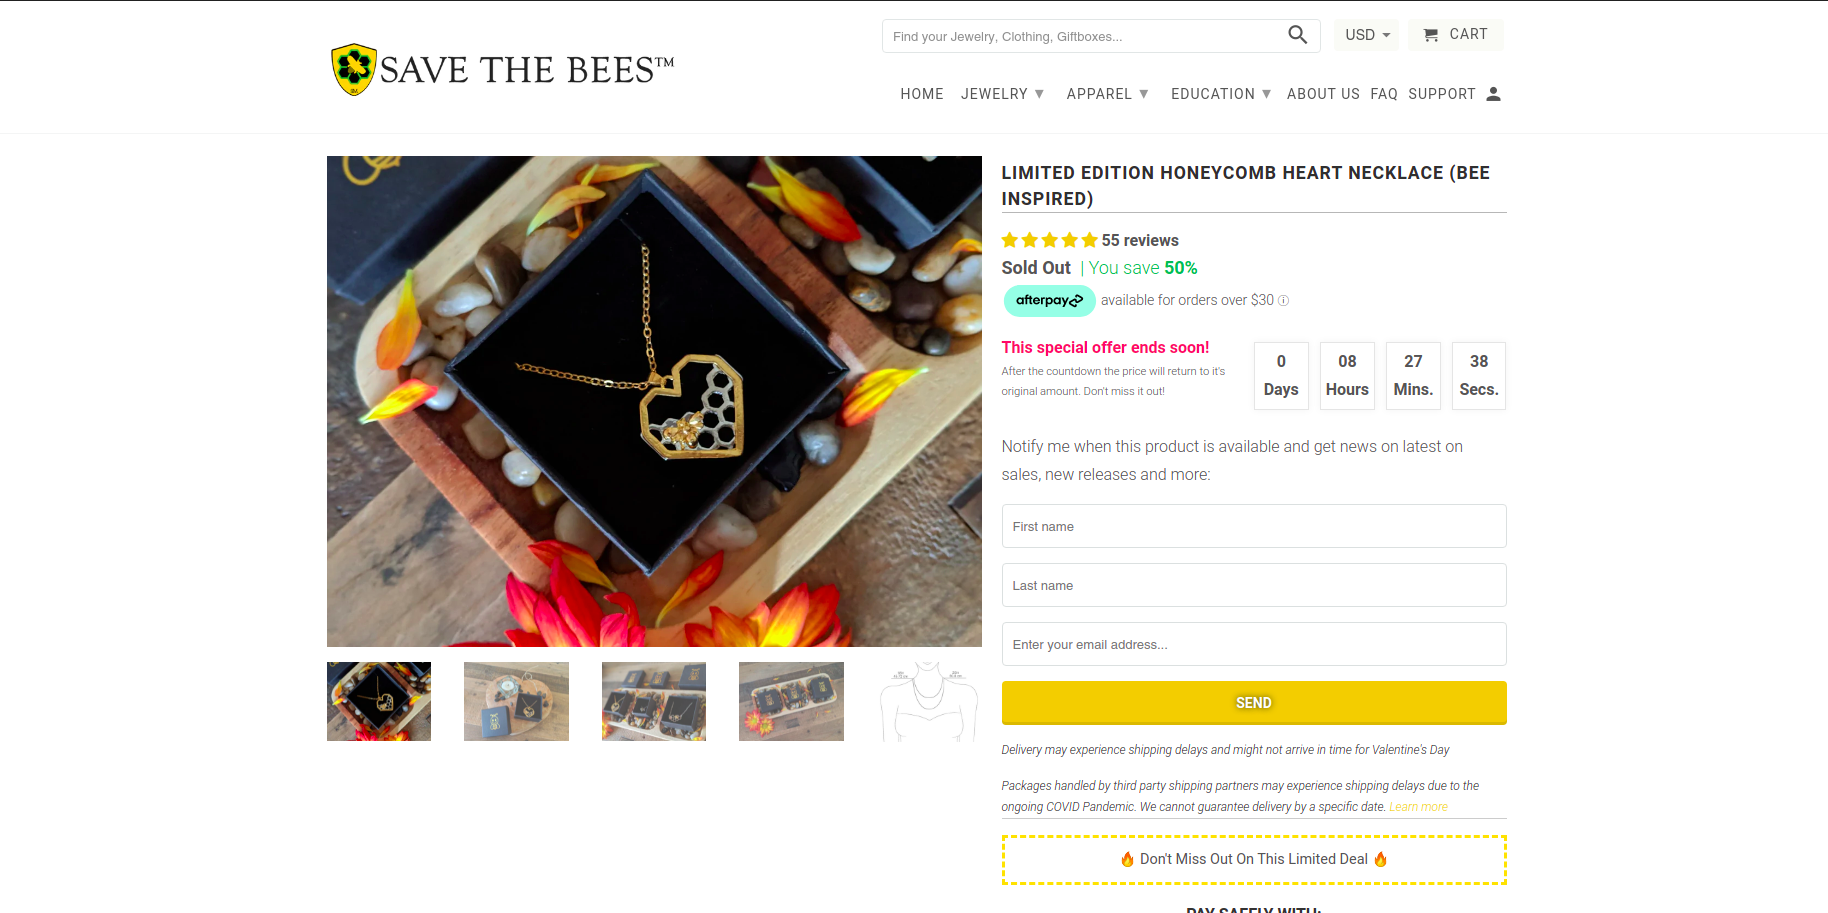 Find your Jewelry, Clothing, Giftboxes...
USD
CART
SAVE THE BEES™
HOME JEWELRY ▼ APPAREL ▼ EDUCATION ▼ ABOUT US FAQ SUPPORT
LIMITED EDITION HONEYCOMB HEART NECKLACE (BEE
INSPIRED)
55 reviews
Sold Out | You save 50%
afterpay available for orders over $30 ⓘ
This special offer ends soon!
After the countdown the price will return to it's
original amount. Don't miss it out!
0 08 27 38
Days Hours Mins. Secs.
Notify me when this product is available and get news on latest on
sales, new releases and more:
First name
Last name
Enter your email address...
SEND
Delivery may experience shipping delays and might not arrive in time for Valentine's Day
Packages handled by third party shipping partners may experience shipping delays due to the
ongoing COVID Pandemic. We cannot guarantee delivery by a specific date. Learn more
🔥 Don't Miss Out On This Limited Deal 🔥
PAY SAFELY WITH: